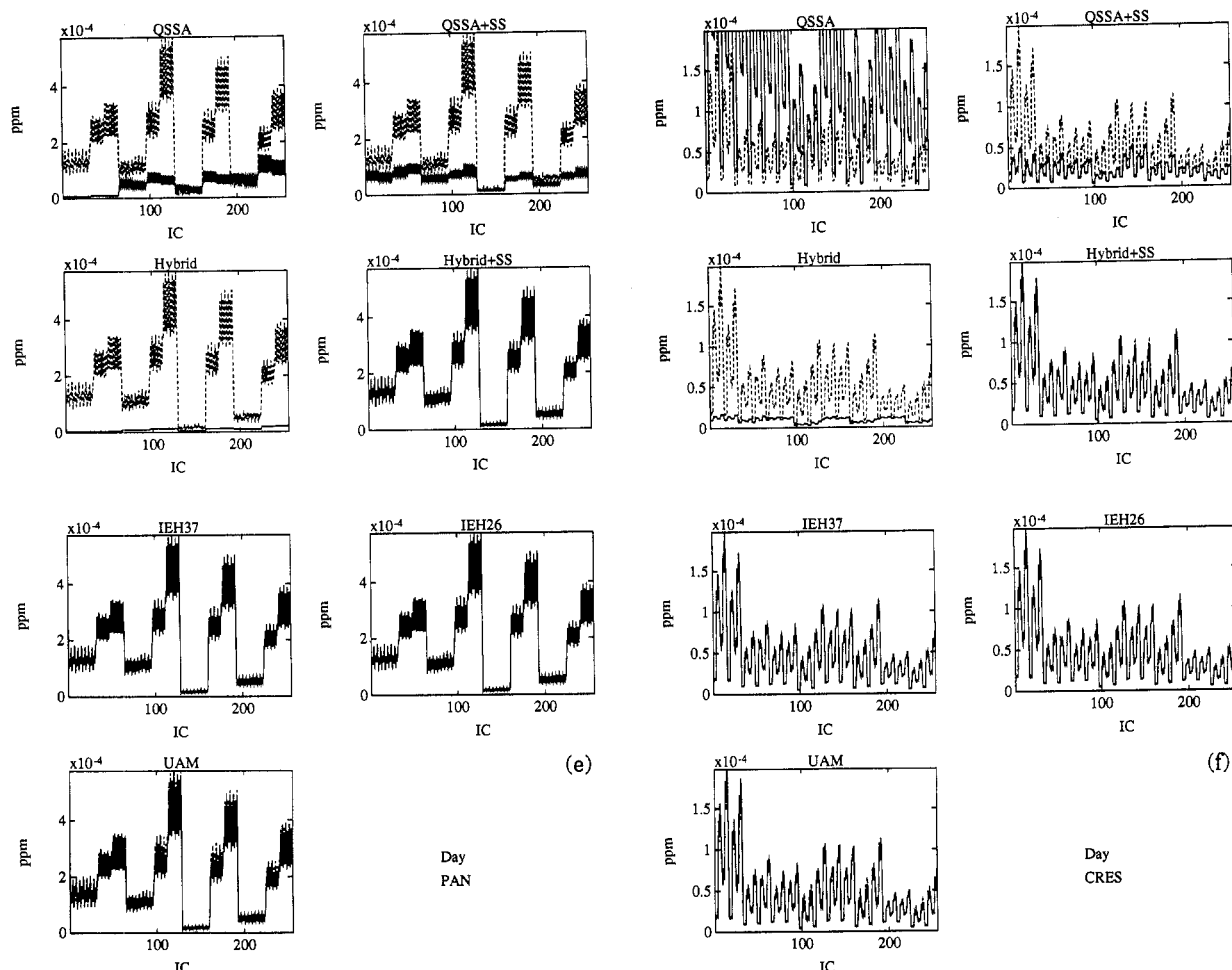 x10-4 QSSA
ppm
4
2
0
100 200
IC
x10-4 QSSA+SS
ppm
4
2
0
100 200
IC
x10-4 Hybrid
ppm
4
2
0
100 200
IC
x10-4 Hybrid+SS
ppm
4
2
0
100 200
IC
x10-4 IEH37
ppm
4
2
0
100 200
IC
x10-4 IEH26
ppm
4
2
0
100 200
IC
x10-4 UAM
ppm
4
2
0
100 200
IC
(e)
Day
PAN
x10-4 QSSA
ppm
1.5
1
0.5
0
100 200
IC
x10-4 QSSA+SS
ppm
1.5
1
0.5
0
100 200
IC
x10-4 Hybrid
ppm
1.5
1
0.5
0
100 200
IC
x10-4 Hybrid+SS
ppm
1.5
1
0.5
0
100 200
IC
x10-4 IEH37
ppm
1.5
1
0.5
0
100 200
IC
x10-4 IEH26
ppm
1.5
1
0.5
0
100 200
IC
x10-4 UAM
ppm
1.5
1
0.5
0
100 200
IC
(f)
Day
CRES